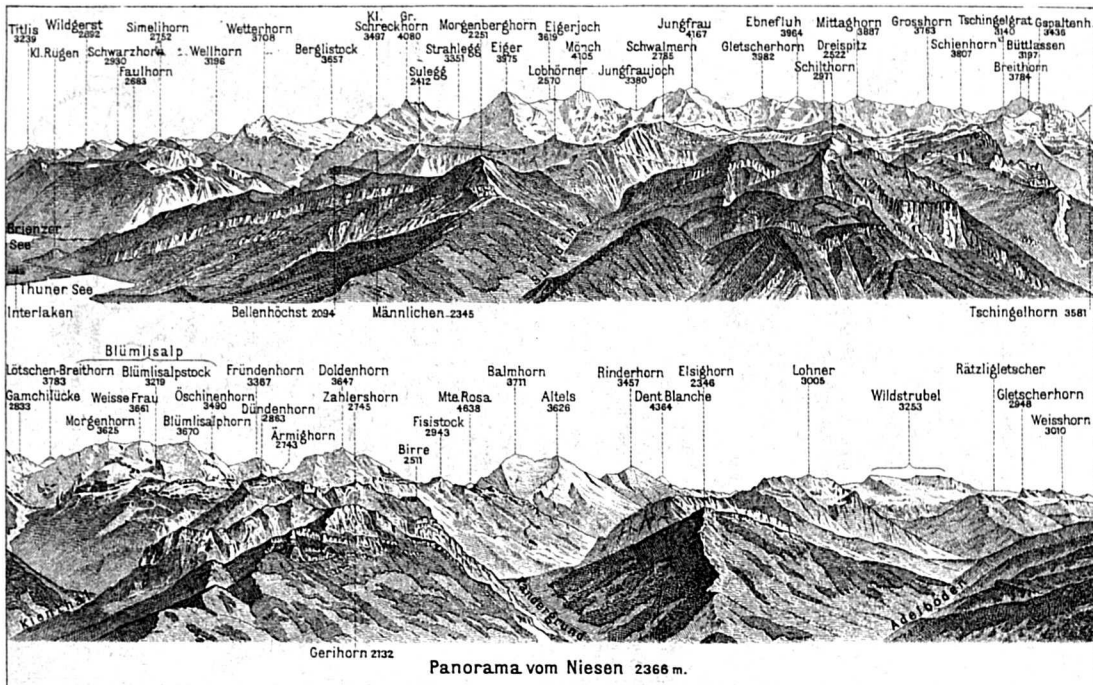 Titlis
3239
Wildgerst
2892
Kl. Rügen
Simelihorn
2752
Schwarzhorn
2930
Faulhorn
2683
Wellhorn
3196
Wetterhorn
3708
Berglistock
3657
Kl.
Schreckhorn
3497
Gr.
4080
Sulegg
2412
Strahlegg
3351
Morgenberghorn
2251
Eiger
3975
Eigerjoch
3619
Lobhörner
2570
Mönch
4105
Jungfraujoch
3380
Schwalmern
2785
Jungfrau
4167
Gletscherhorn
3982
Ebnefluh
3964
Schilthorn
2971
Dreispitz
2522
Mittaghorn
3887
Grosshorn
3763
Schienhorn
3807
Tschingelgrat
3140
Büttlassen
3197
Breithorn
3784
Gspaltenh.
3436
Brienzer
See
Thuner See
Interlaken
Bellenhöchst 2094
Männlichen 2345
Tschingelhorn 3581
Blümlisalp
Lötschen-Breithorn
3783
Gamchilücke
2833
Morgenhorn
3625
Weisse Frau
3661
Blümlisalpstock
3219
Blümlisalphorn
3670
Öschinenhorn
3490
Fründenhorn
3367
Dündenhorn
2863
Ärmighorn
2743
Doldenhorn
3647
Zahlershorn
2745
Birre
2511
Fisistock
2943
Mte. Rosa
4638
Balmhorn
3711
Altels
3626
Rinderhorn
3457
Dent Blanche
4364
Elsighorn
2346
Lohner
3005
Wildstrubel
3253
Rätzligletscher
Gletscherhorn
2948
Weisshorn
3010
Kienthal
Kandergrund
Adelboden
Gerihorn 2132
Panorama vom Niesen 2366 m.